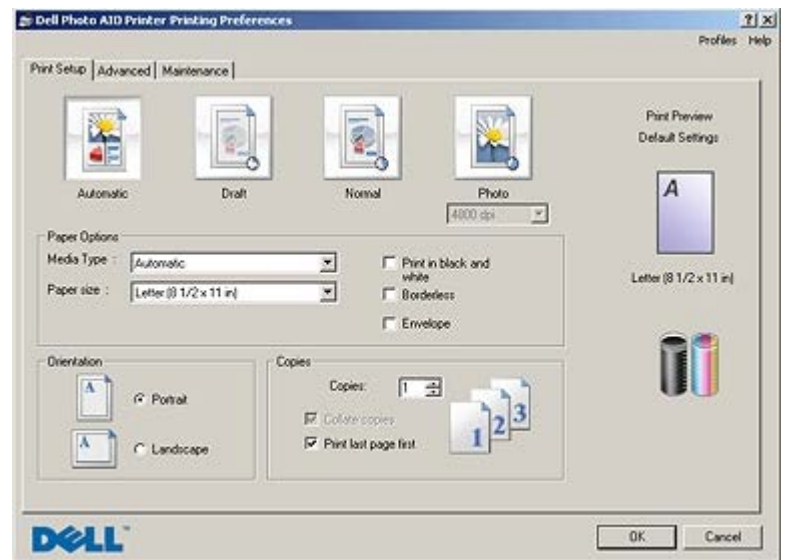 Dell Photo AIO Printer Printing Preferences
Profiles Help
Print Setup Advanced Maintenance
Automatic
Draft
Normal
Photo
4800 dpi
Print Preview
Default Settings
A
Letter (8 1/2 x 11 in)
Paper Options
Media Type : Automatic
Paper size : Letter (8 1/2 x 11 in)
Print in black and
white
Borderless
Envelope
Orientation
A
Portrait
A
Landscape
Copies
Copies: 1
Collate copies
Print last page first
1 2 3
DELL™
OK Cancel